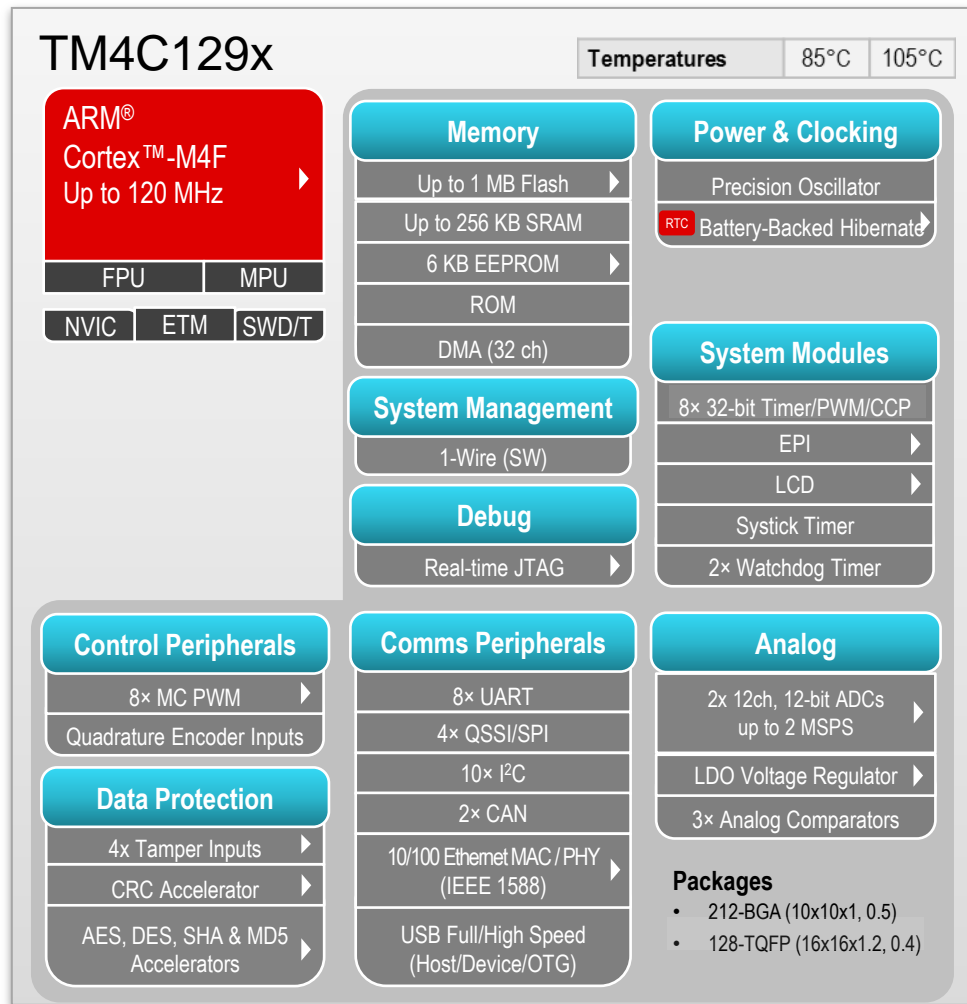 TM4C129x
Temperatures 85°C 105°C
ARM®
Cortex™-M4F
Up to 120 MHz
FPU MPU
NVIC ETM SWD/T
Memory
Up to 1 MB Flash
Up to 256 KB SRAM
6 KB EEPROM
ROM
DMA (32 ch)
Power & Clocking
Precision Oscillator
RTC Battery-Backed Hibernate
System Management
1-Wire (SW)
Debug
Real-time JTAG
System Modules
8× 32-bit Timer/PWM/CCP
EPI
LCD
Systick Timer
2× Watchdog Timer
Control Peripherals
8× MC PWM
Quadrature Encoder Inputs
Data Protection
4x Tamper Inputs
CRC Accelerator
AES, DES, SHA & MD5
Accelerators
Comms Peripherals
8× UART
4× QSSI/SPI
10× I²C
2× CAN
10/100 Ethernet MAC / PHY
(IEEE 1588)
USB Full/High Speed
(Host/Device/OTG)
Analog
2x 12ch, 12-bit ADCs
up to 2 MSPS
LDO Voltage Regulator
3× Analog Comparators
Packages
• 212-BGA (10x10x1, 0.5)
• 128-TQFP (16x16x1.2, 0.4)